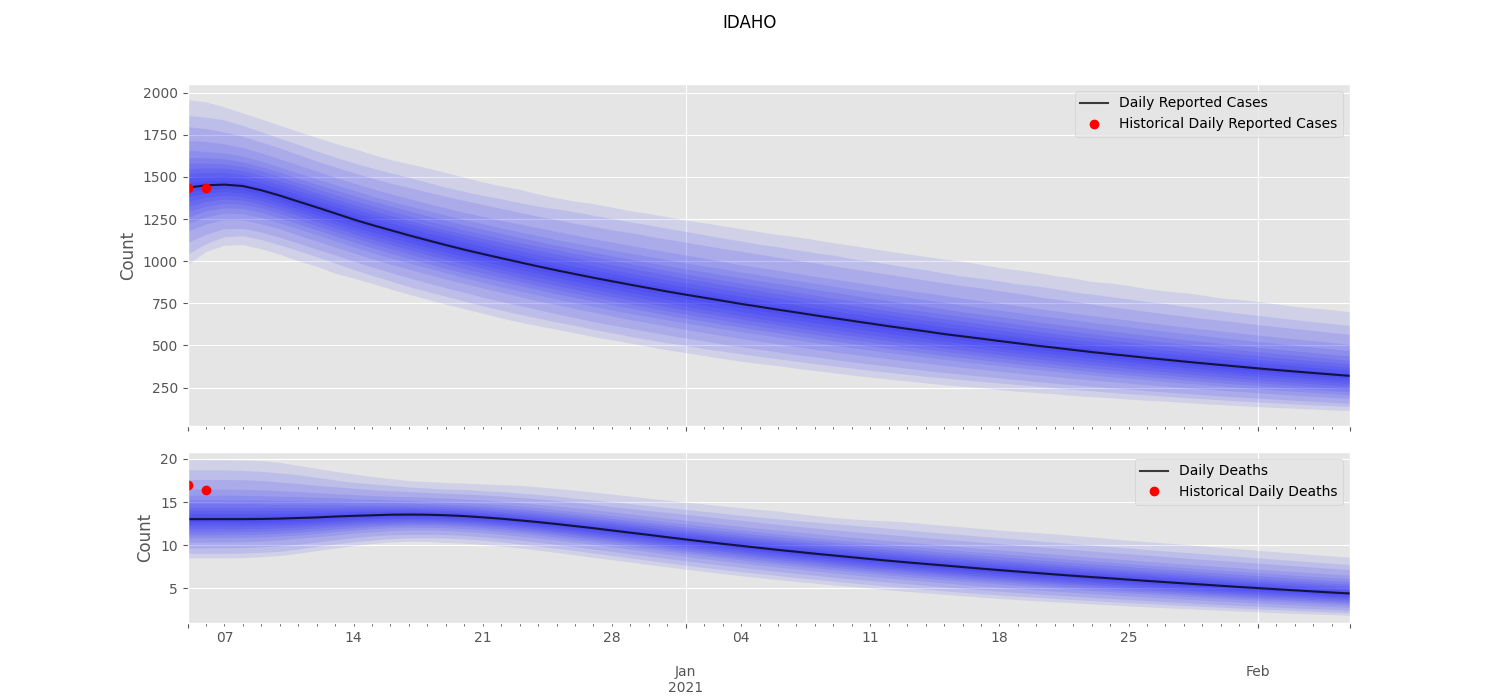 IDAHO
2000
1750
1500
1250
1000
750
500
250
Count
Daily Reported Cases
Historical Daily Reported Cases
20
15
10
5
Count
Daily Deaths
Historical Daily Deaths
07 14 21 28 04 11 18 25
Jan Feb
2021